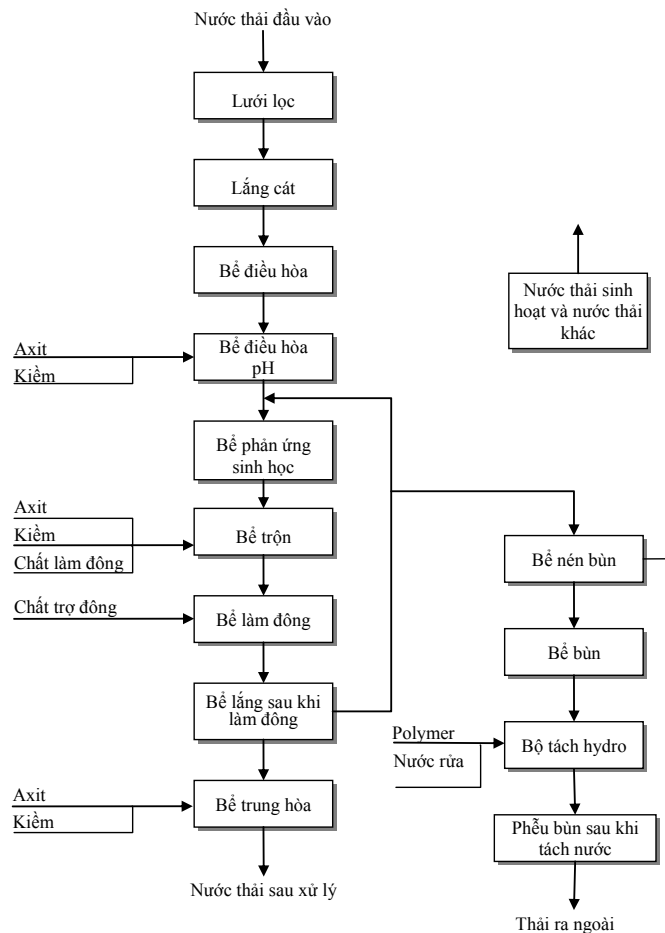 Nước thải đầu vào
Lưới lọc
Lắng cát
Bể điều hòa
Nước thải sinh
hoạt và nước thải
khác
Axit
Kiềm
Bể điều hòa
pH
Bể phản ứng
sinh học
Axit
Kiềm
Chất làm đông
Bể trộn
Bể nén bùn
Chất trợ đông
Bể làm đông
Bể bùn
Bể lắng sau khi
làm đông
Polymer
Nước rửa
Bộ tách hydro
Axit
Kiềm
Bể trung hòa
Phễu bùn sau khi
tách nước
Nước thải sau xử lý
Thải ra ngoài